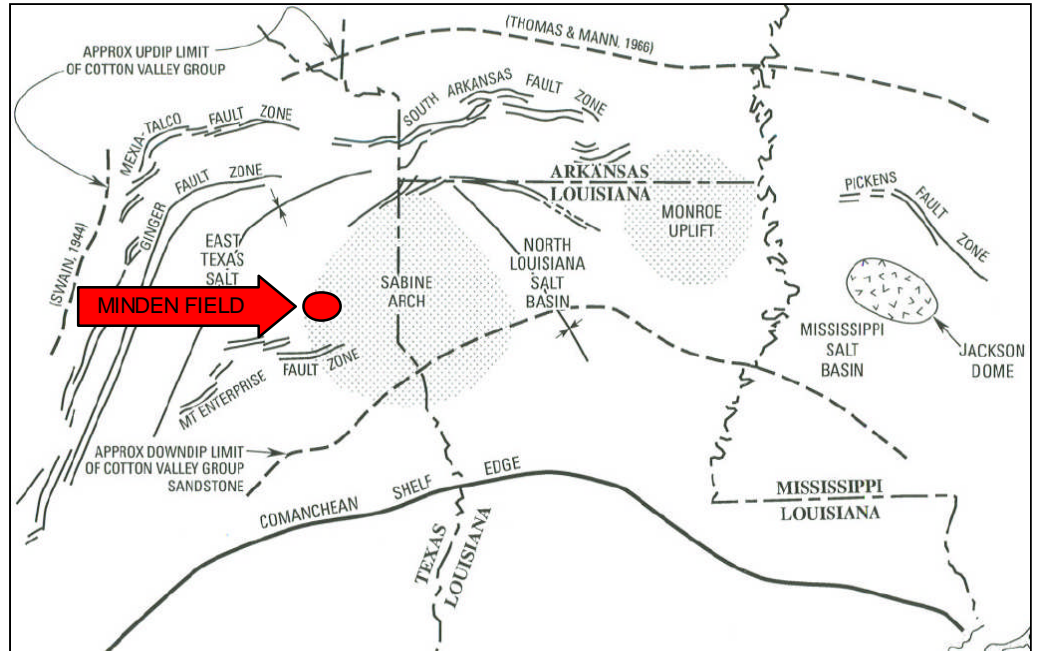 (THOMAS & MANN, 1966)
APPROX UPDIP LIMIT
OF COTTON VALLEY GROUP
MEXIA-TALCO FAULT ZONE
SOUTH ARKANSAS FAULT ZONE
GINGER FAULT ZONE
(SWAIN, 1944)
ARKANSAS
LOUISIANA
MONROE
UPLIFT
PICKENS FAULT ZONE
EAST
TEXAS
SALT
MINDEN FIELD
SABINE
ARCH
NORTH
LOUISIANA
SALT
BASIN
MISSISSIPPI
SALT
BASIN
JACKSON
DOME
MT ENTERPRISE FAULT ZONE
APPROX DOWNDIP LIMIT
OF COTTON VALLEY GROUP
SANDSTONE
COMANCHEAN SHELF EDGE
MISSISSIPPI
LOUISIANA
TEXAS
LOUISIANA